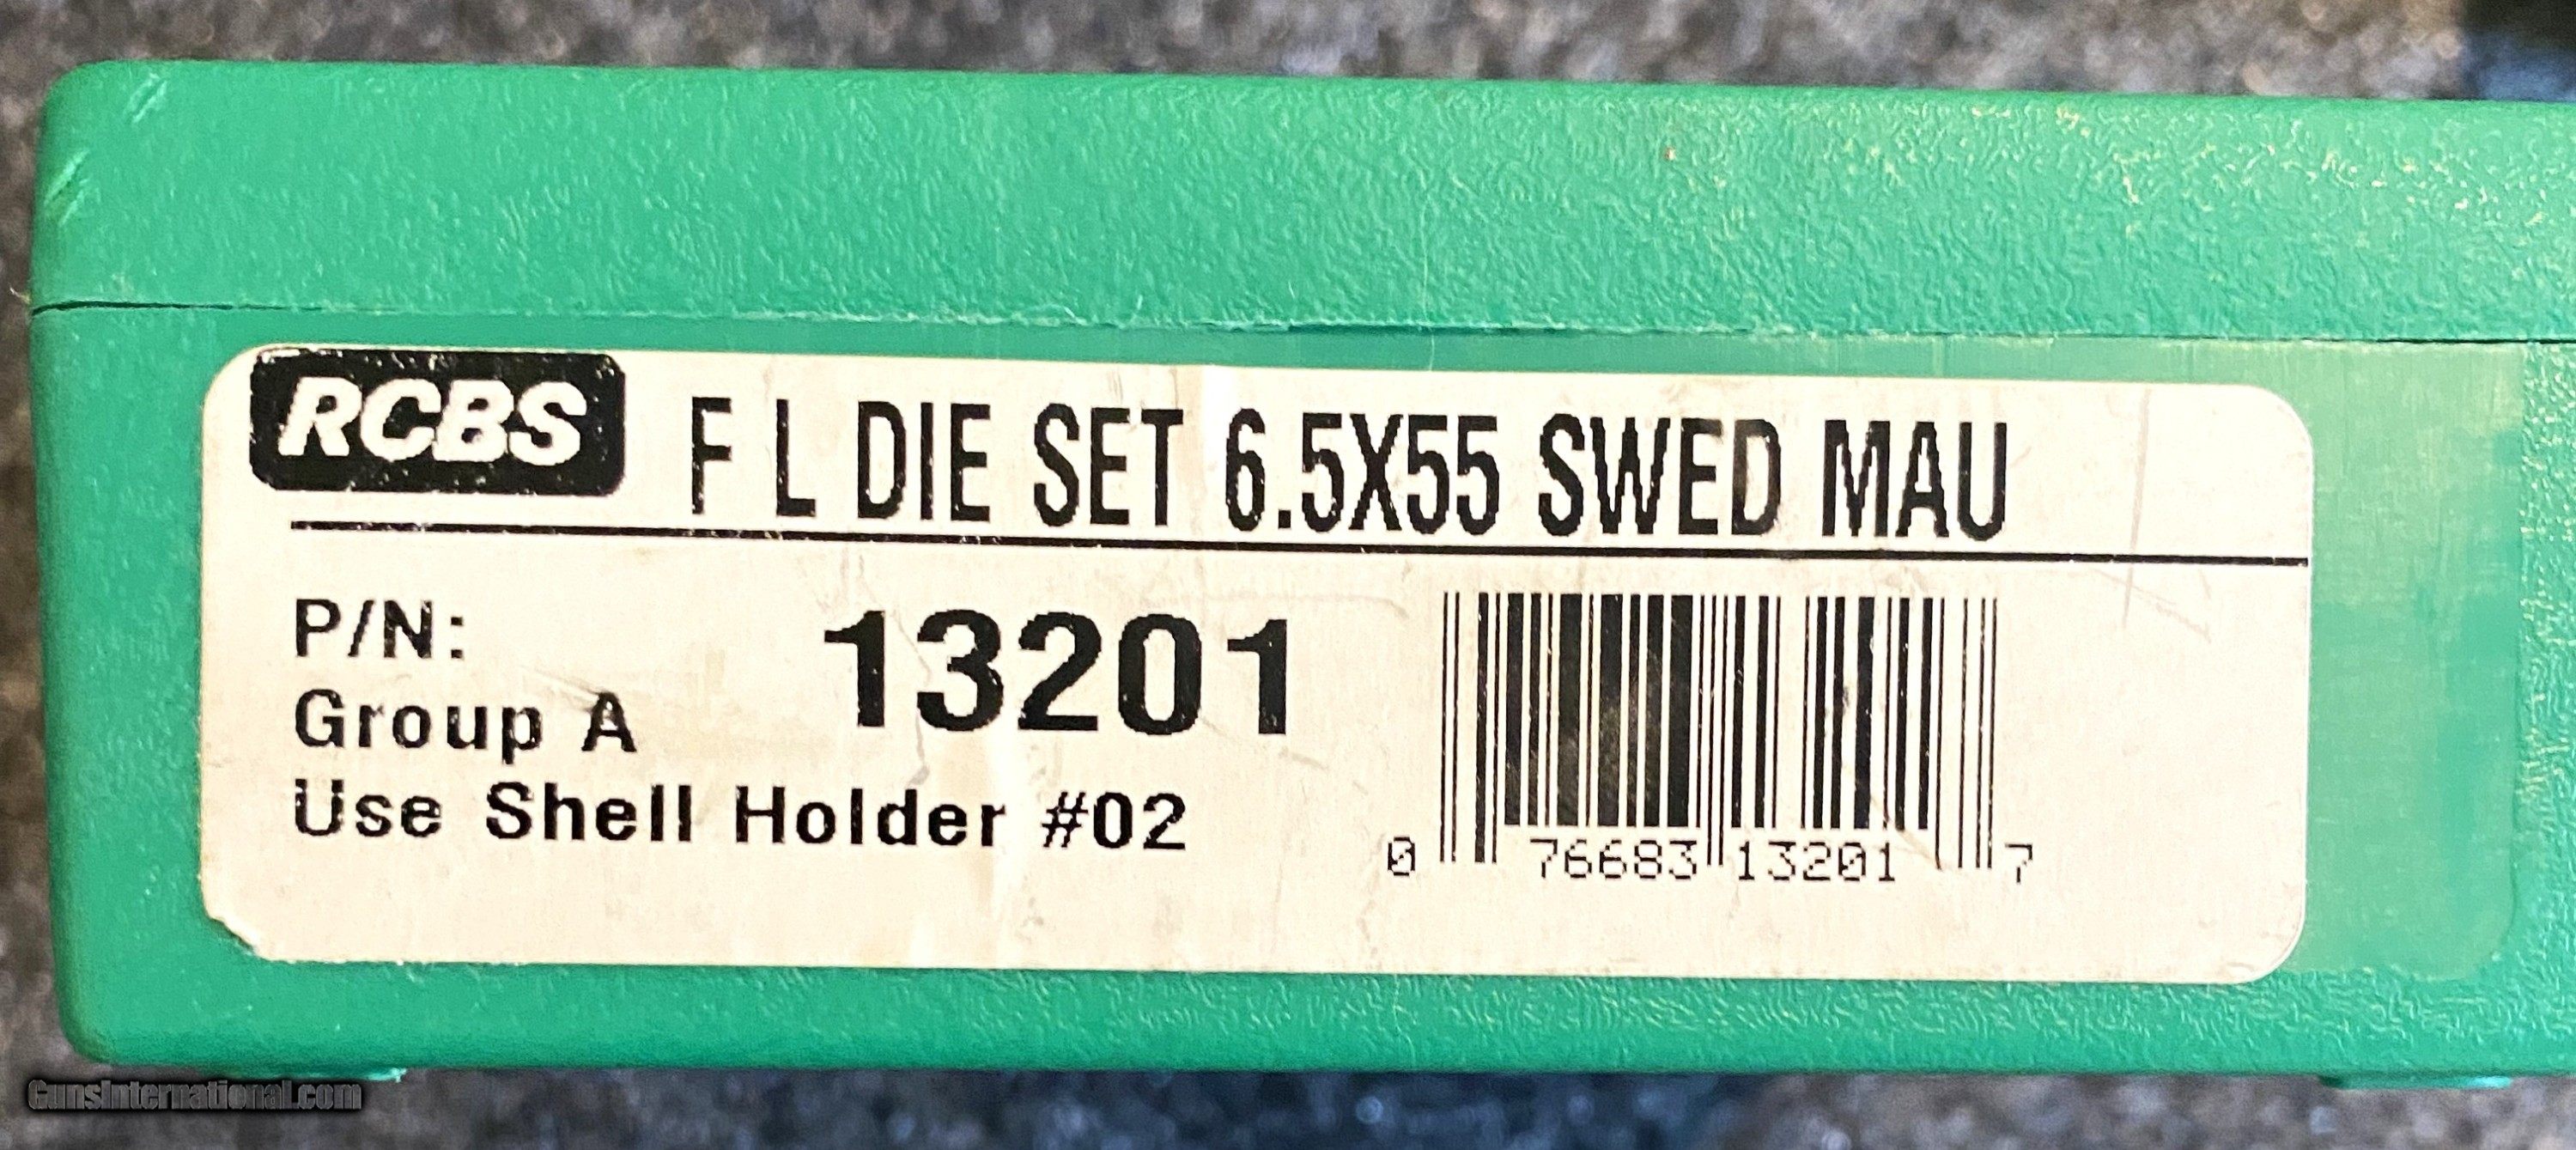 RCBS F L DIE SET 6.5X55 SWED MAU
P/N: 13201
Group A
Use Shell Holder #02
0 76683 13201 7
GunsInternational.com